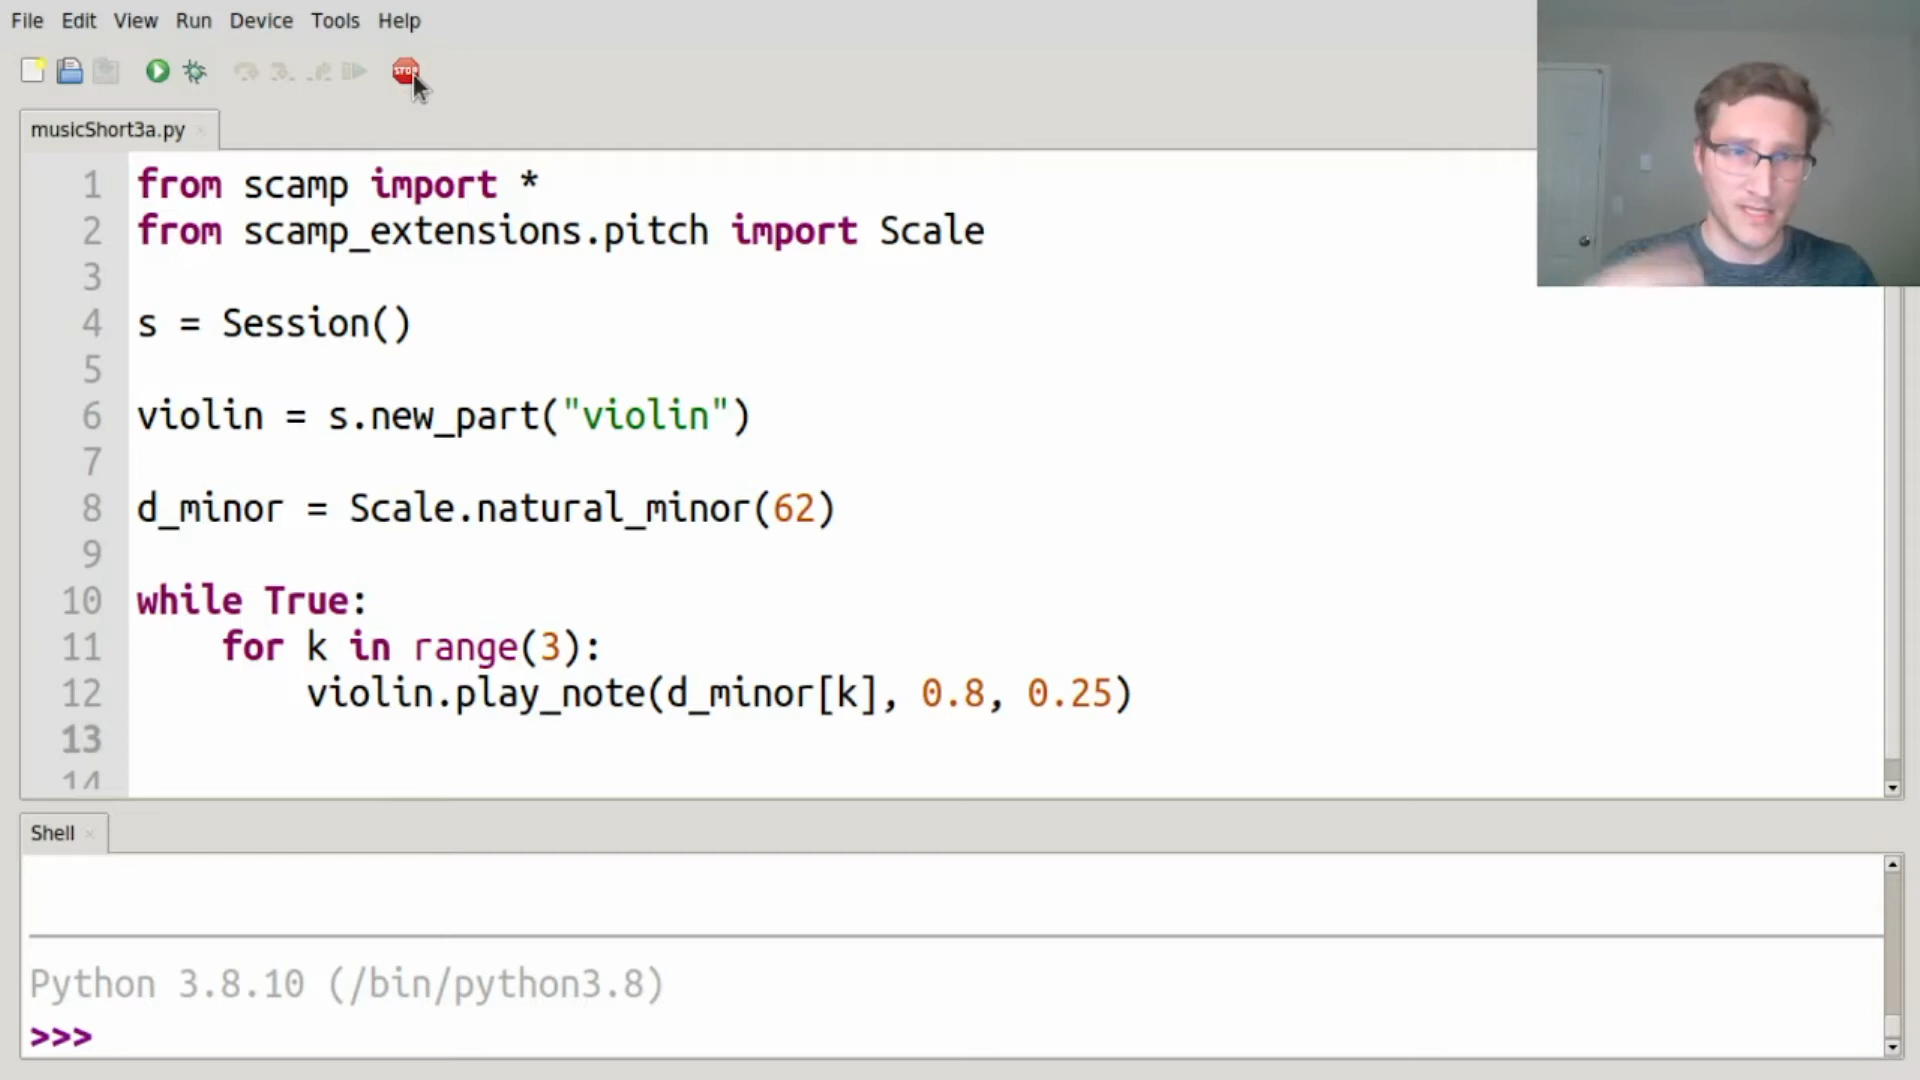 File Edit View Run Device Tools Help
STOP
musicShort3a.py
1 from scamp import *
2 from scamp_extensions.pitch import Scale
3
4 s = Session()
5
6 violin = s.new_part("violin")
7
8 d_minor = Scale.natural_minor(62)
9
10 while True:
11 for k in range(3):
12 violin.play_note(d_minor[k], 0.8, 0.25)
13
14
Shell
Python 3.8.10 (/bin/python3.8)
>>>